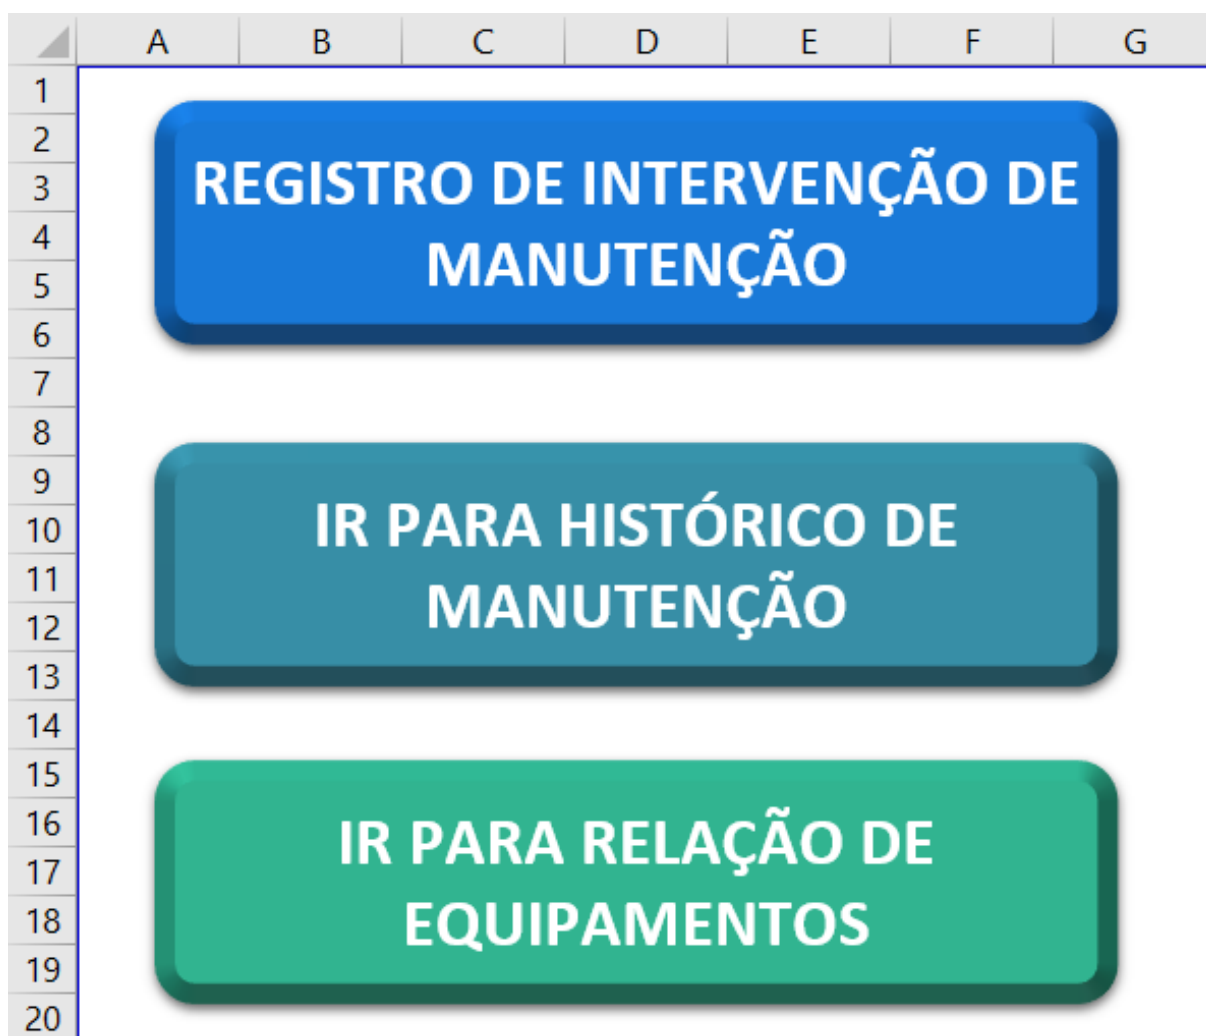 A B C D E F G
1
2
REGISTRO DE INTERVENÇÃO DE
3
4
MANUTENÇÃO
5
6
7
8
9
IR PARA HISTÓRICO DE
10
11
MANUTENÇÃO
12
13
14
15
16
IR PARA RELAÇÃO DE
17
18
EQUIPAMENTOS
19
20